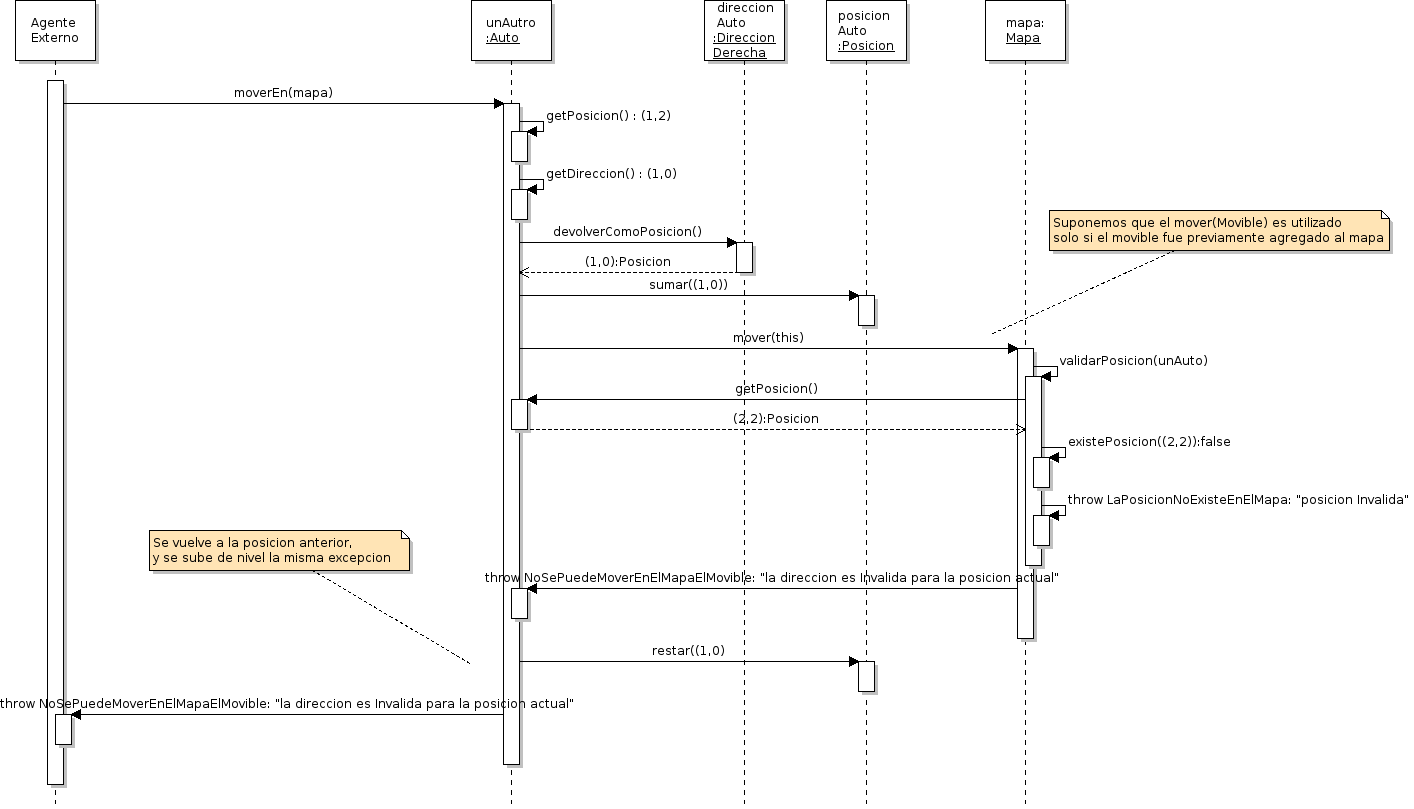 Agente
Externo
unAutro
:Auto
direccion
Auto
:Direccion
Derecha
posicion
Auto
:Posicion
mapa:
Mapa
moverEn(mapa)
getPosicion() : (1,2)
getDireccion() : (1,0)
Suponemos que el mover(Movible) es utilizado
solo si el movible fue previamente agregado al mapa
devolverComoPosicion()
(1,0):Posicion
sumar((1,0))
mover(this)
validarPosicion(unAuto)
getPosicion()
(2,2):Posicion
existePosicion((2,2)):false
throw LaPosicionNoExisteEnElMapa: "posicion Invalida"
Se vuelve a la posicion anterior,
y se sube de nivel la misma excepcion
throw NoSePuedeMoverEnElMapaElMovible: "la direccion es Invalida para la posicion actual"
restar((1,0)
throw NoSePuedeMoverEnElMapaElMovible: "la direccion es Invalida para la posicion actual"